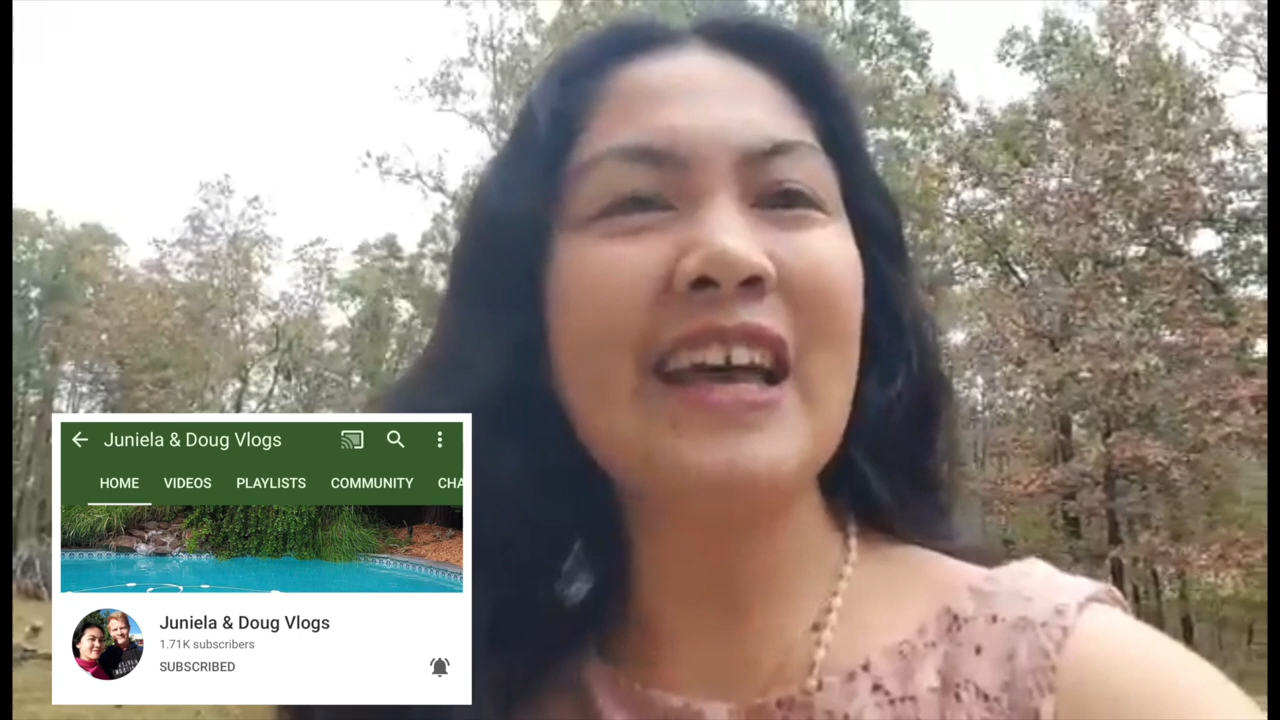 Juniela & Doug Vlogs
HOME VIDEOS PLAYLISTS COMMUNITY CHA
Juniela & Doug Vlogs
1.71K subscribers
SUBSCRIBED